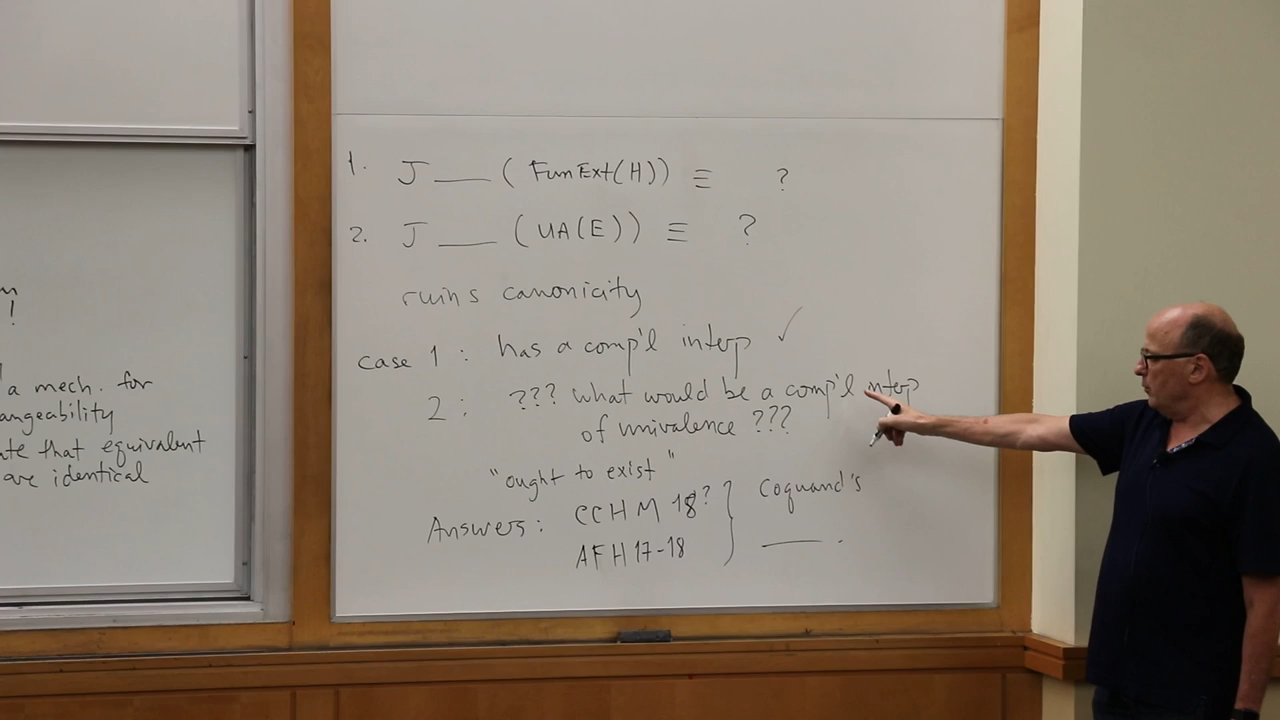 !
a mech. for
angeability
te that equivalent
are identical
1. J ___ ( FunExt(H)) ≡ ?
2. J ___ (UA(E)) ≡ ?
ruins canonicity
case 1 : has a comp'l interp ✓
2 : ??? what would be a comp'l interp
of univalence ???
"ought to exist"
Answers : CCHM 18? } Coquand's
AFH 17-18 ___ .